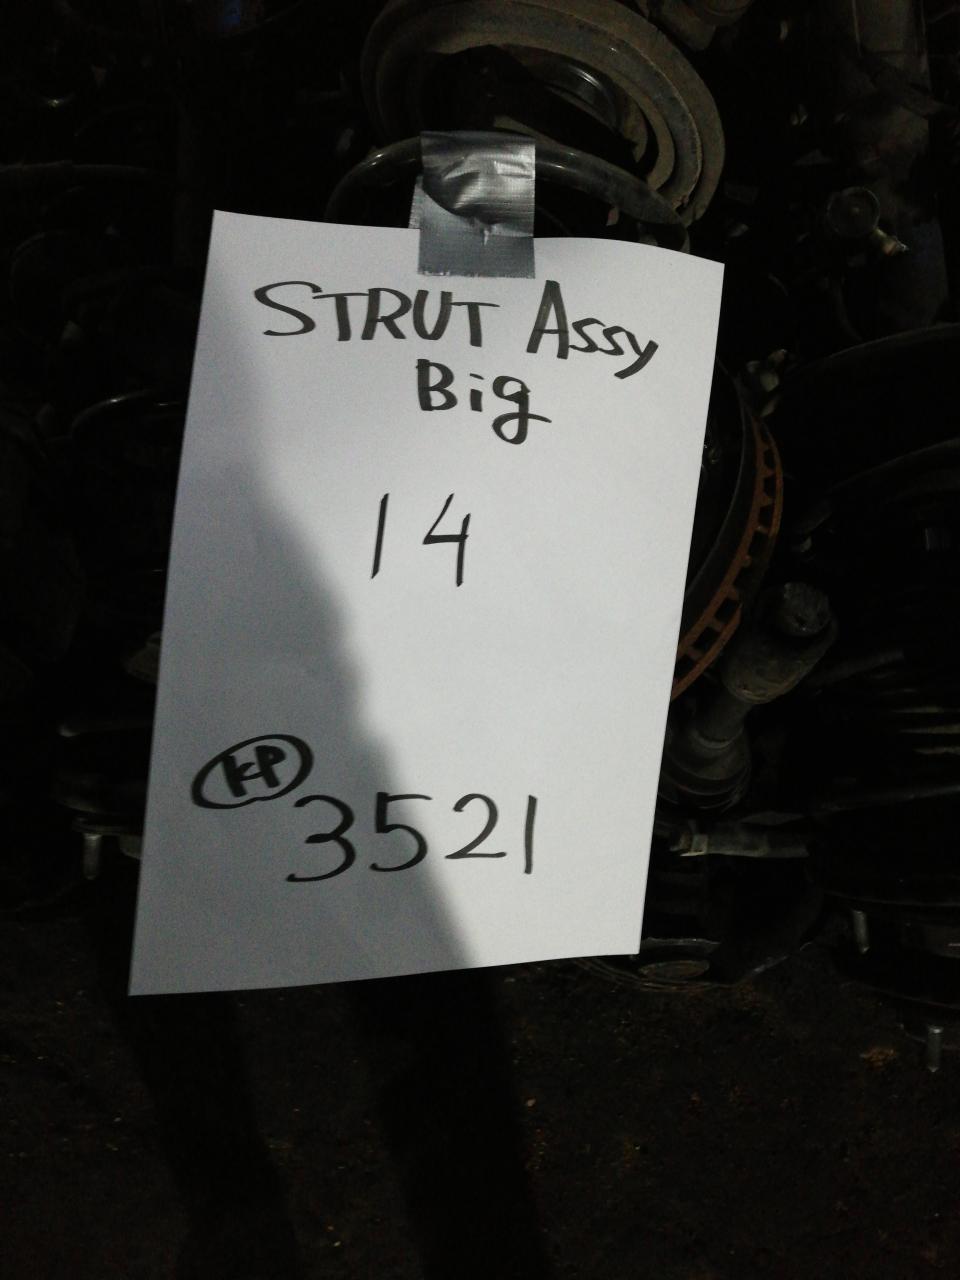 STRUT Assy
Big
14
KP
3521